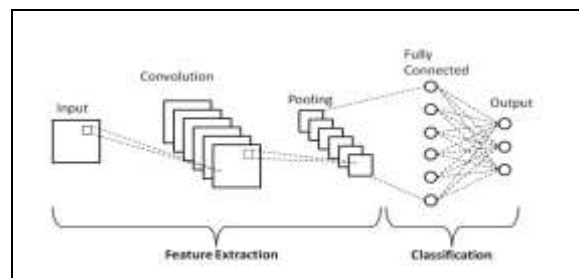 Input
Convolution
Pooling
Fully
Connected
Output
Feature Extraction
Classification